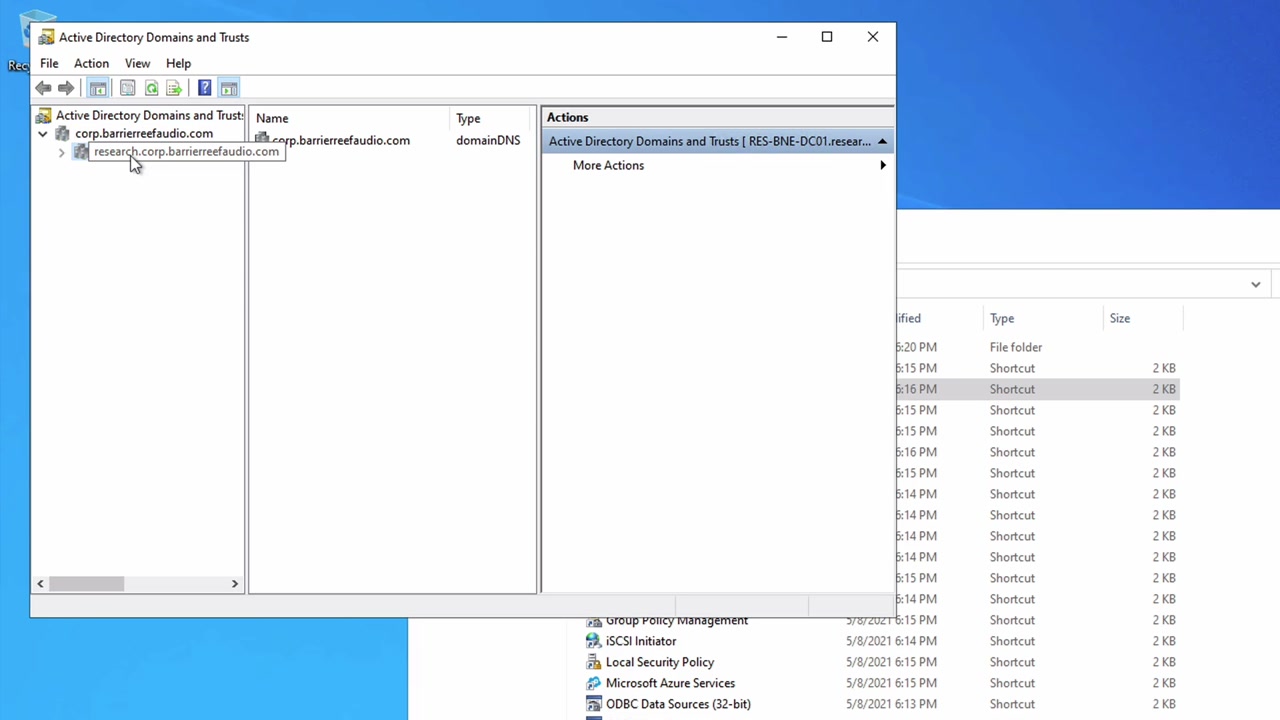 Active Directory Domains and Trusts
File Action View Help
Active Directory Domains and Trusts
corp.barrierreefaudio.com
research.corp.barrierreefaudio.com
Name Type
corp.barrierreefaudio.com domainDNS
Actions
Active Directory Domains and Trusts [ RES-BNE-DC01.resear...
More Actions
Type Size
6:20 PM File folder
6:15 PM Shortcut 2 KB
6:16 PM Shortcut 2 KB
6:15 PM Shortcut 2 KB
6:15 PM Shortcut 2 KB
6:16 PM Shortcut 2 KB
6:15 PM Shortcut 2 KB
6:14 PM Shortcut 2 KB
6:14 PM Shortcut 2 KB
6:14 PM Shortcut 2 KB
6:14 PM Shortcut 2 KB
6:15 PM Shortcut 2 KB
6:14 PM Shortcut 2 KB
Group Policy Management 5/8/2021 6:15 PM Shortcut 2 KB
iSCSI Initiator 5/8/2021 6:14 PM Shortcut 2 KB
Local Security Policy 5/8/2021 6:15 PM Shortcut 2 KB
Microsoft Azure Services 5/8/2021 6:15 PM Shortcut 2 KB
ODBC Data Sources (32-bit) 5/8/2021 6:13 PM Shortcut 2 KB